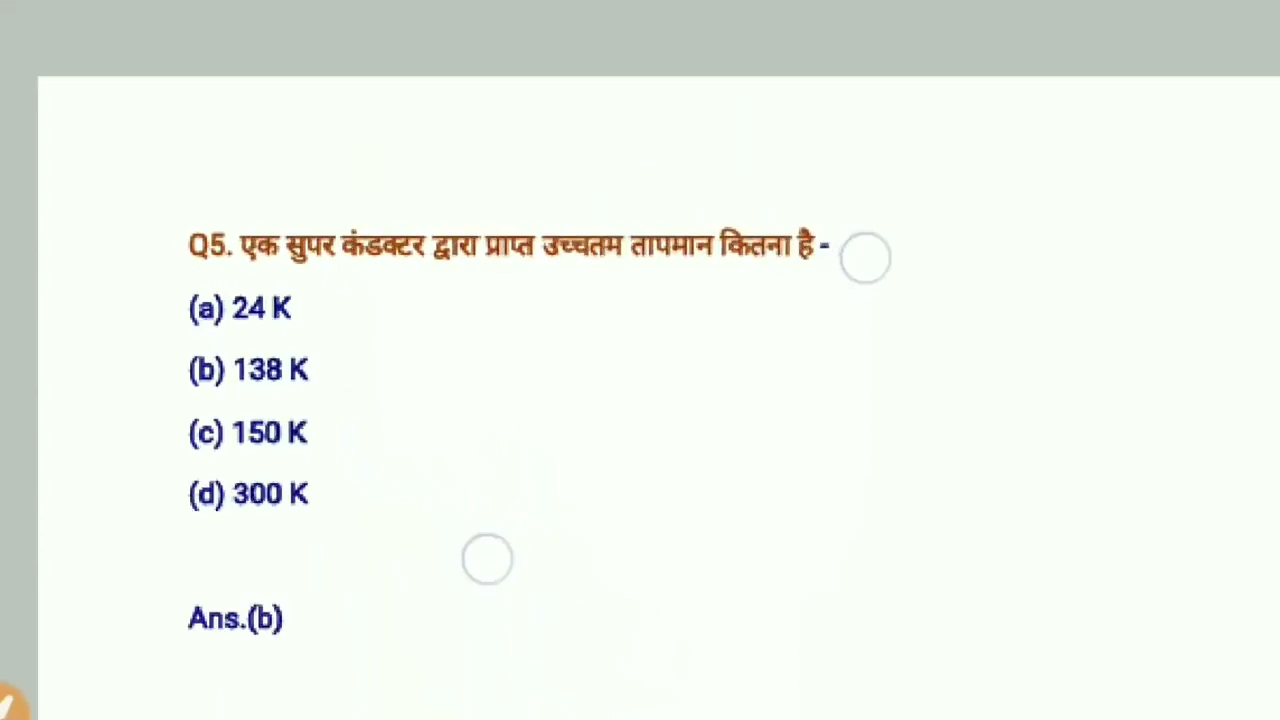 Q5. एक सुपर कंडक्टर द्वारा प्राप्त उच्चतम तापमान कितना है -
(a) 24 K
(b) 138 K
(c) 150 K
(d) 300 K
Ans.(b)